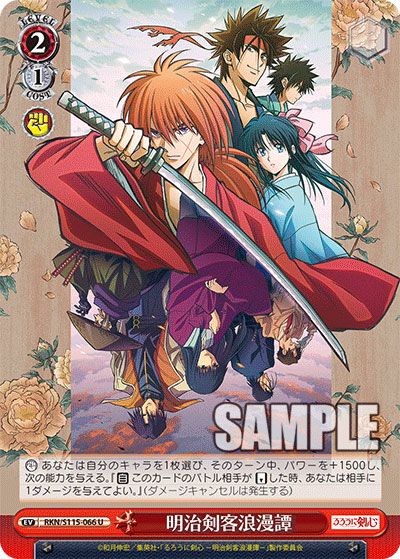 LEVEL
2
1
COST
SAMPLE
あなたは自分のキャラを1枚選び、そのターン中、パワーを+1500し、
次の能力を与える。『 このカードのバトル相手が した時、あなたは相手に
1ダメージを与えてよい。』(ダメージキャンセルは発生する)
EV RKN/S115-066 U 明治剣客浪漫譚 るろうに剣心
©和月伸宏/集英社・「るろうに剣心 -明治剣客浪漫譚-」製作委員会